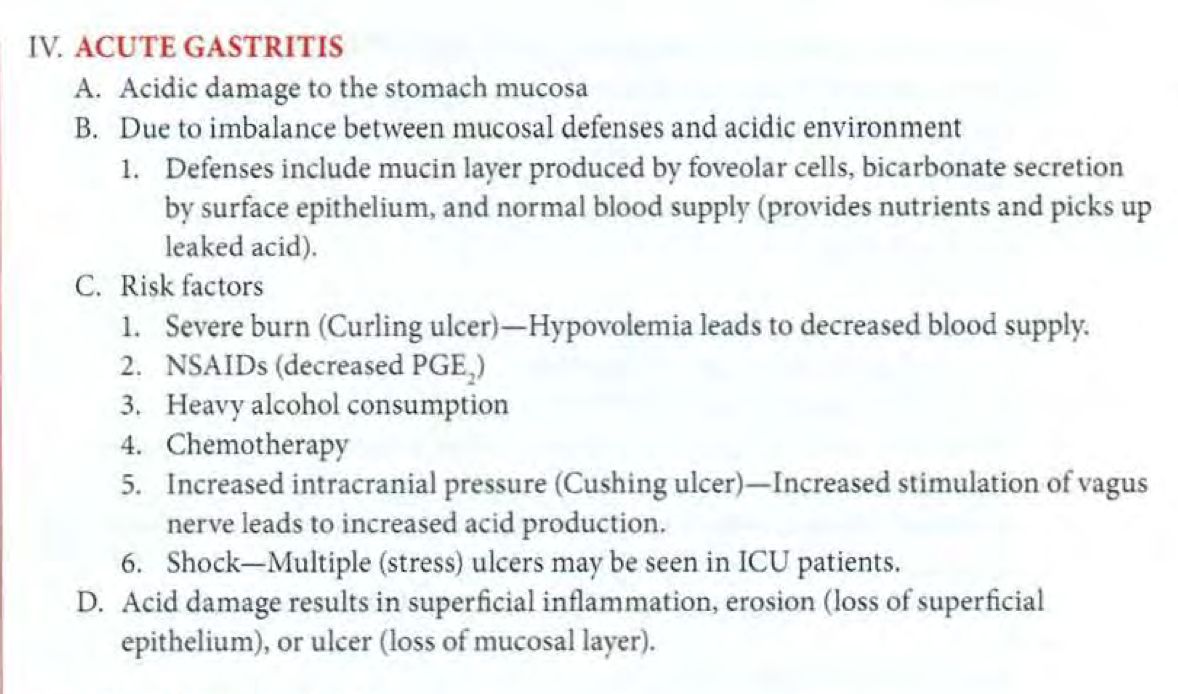 IV. ACUTE GASTRITIS
A. Acidic damage to the stomach mucosa
B. Due to imbalance between mucosal defenses and acidic environment
1. Defenses include mucin layer produced by foveolar cells, bicarbonate secretion
by surface epithelium, and normal blood supply (provides nutrients and picks up
leaked acid).
C. Risk factors
1. Severe burn (Curling ulcer)—Hypovolemia leads to decreased blood supply.
2. NSAIDs (decreased PGE₂)
3. Heavy alcohol consumption
4. Chemotherapy
5. Increased intracranial pressure (Cushing ulcer)—Increased stimulation of vagus
nerve leads to increased acid production.
6. Shock—Multiple (stress) ulcers may be seen in ICU patients.
D. Acid damage results in superficial inflammation, erosion (loss of superficial
epithelium), or ulcer (loss of mucosal layer).